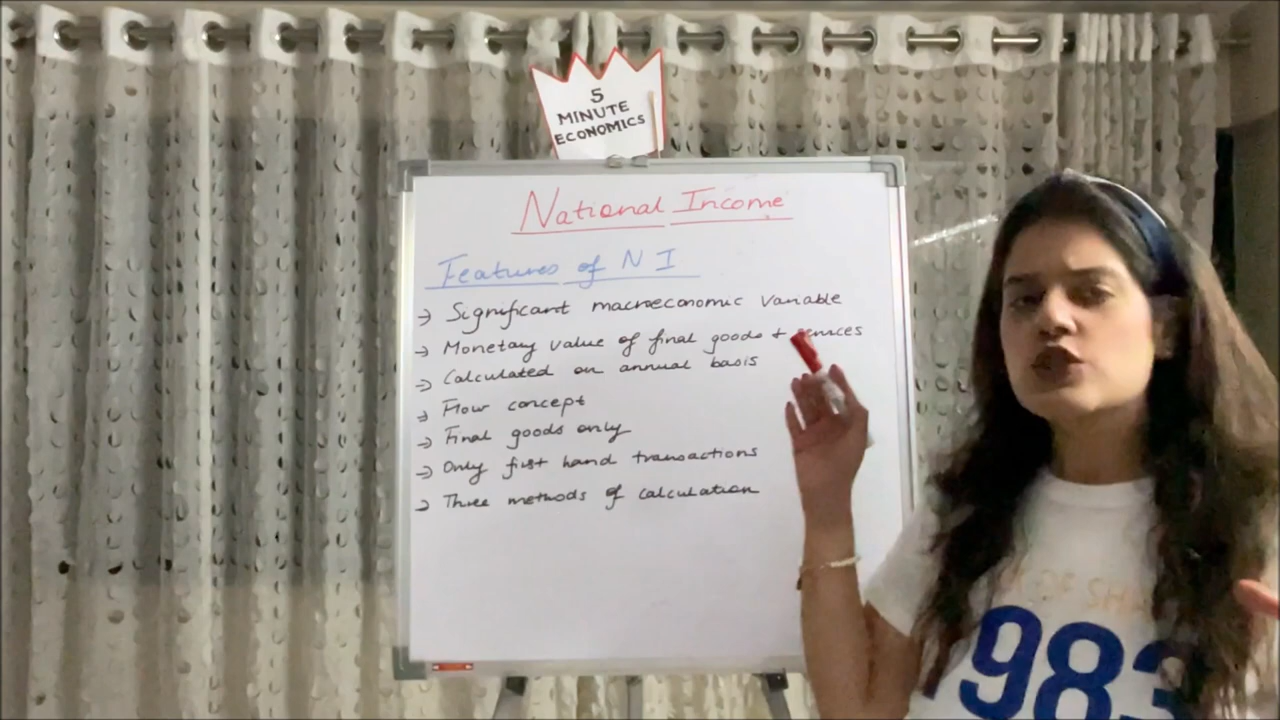 5
MINUTE
ECONOMICS
National Income
Features of N I
→ Significant macroeconomic variable
→ Monetary value of final goods + services
→ Calculated on annual basis
→ Flow concept
→ Final goods only
→ Only first hand transactions
→ Three methods of calculation
OF
983